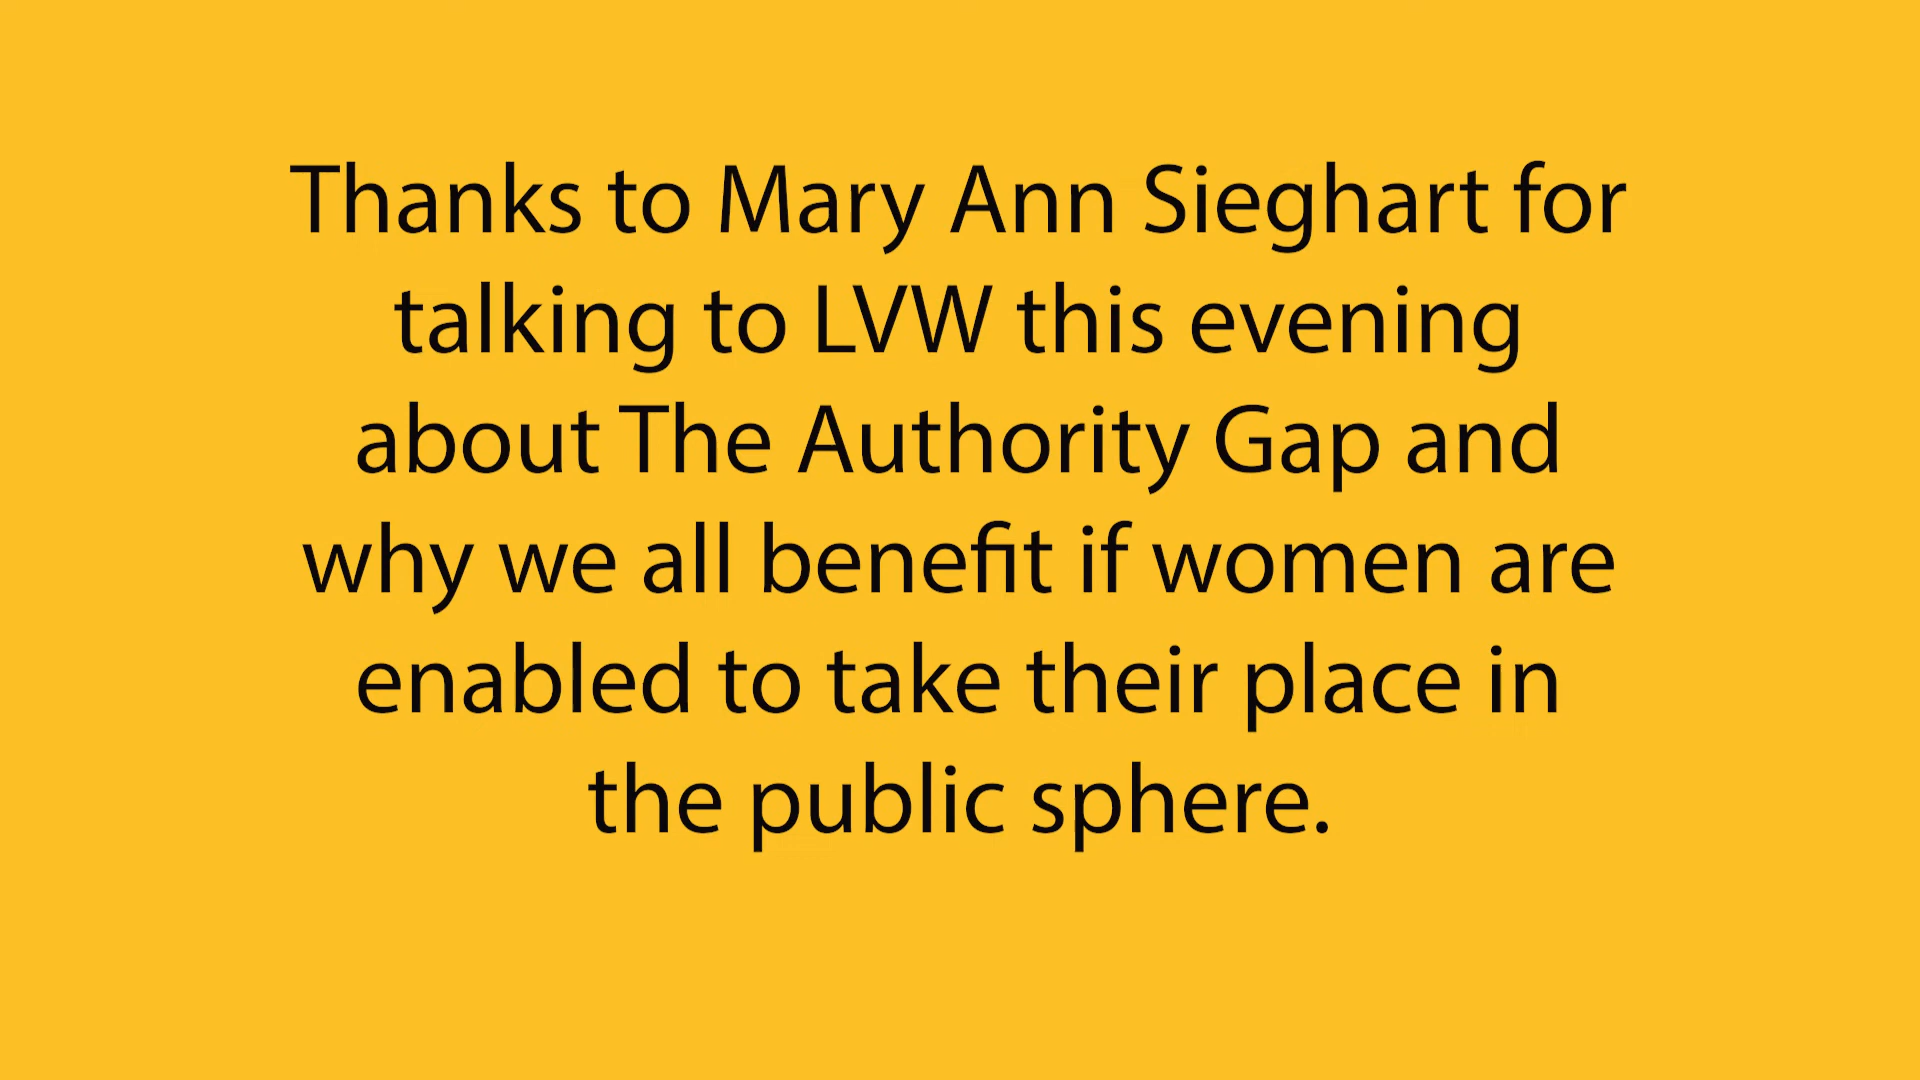 Thanks to Mary Ann Sieghart for
talking to LVW this evening
about The Authority Gap and
why we all benefit if women are
enabled to take their place in
the public sphere.